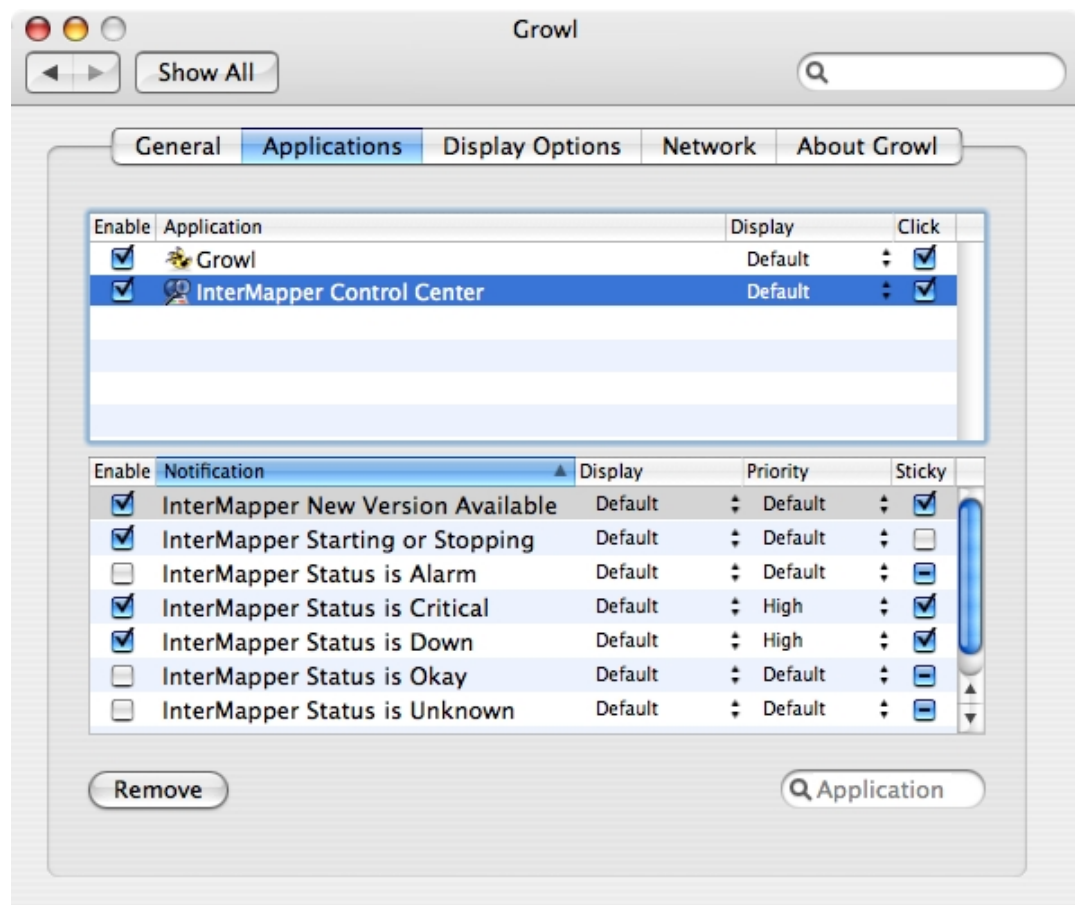 Growl
Show All
General Applications Display Options Network About Growl
Enable Application Display Click
Growl Default
InterMapper Control Center Default
Enable Notification Display Priority Sticky
InterMapper New Version Available Default Default
InterMapper Starting or Stopping Default Default
InterMapper Status is Alarm Default Default
InterMapper Status is Critical Default High
InterMapper Status is Down Default High
InterMapper Status is Okay Default Default
InterMapper Status is Unknown Default Default
Remove Application